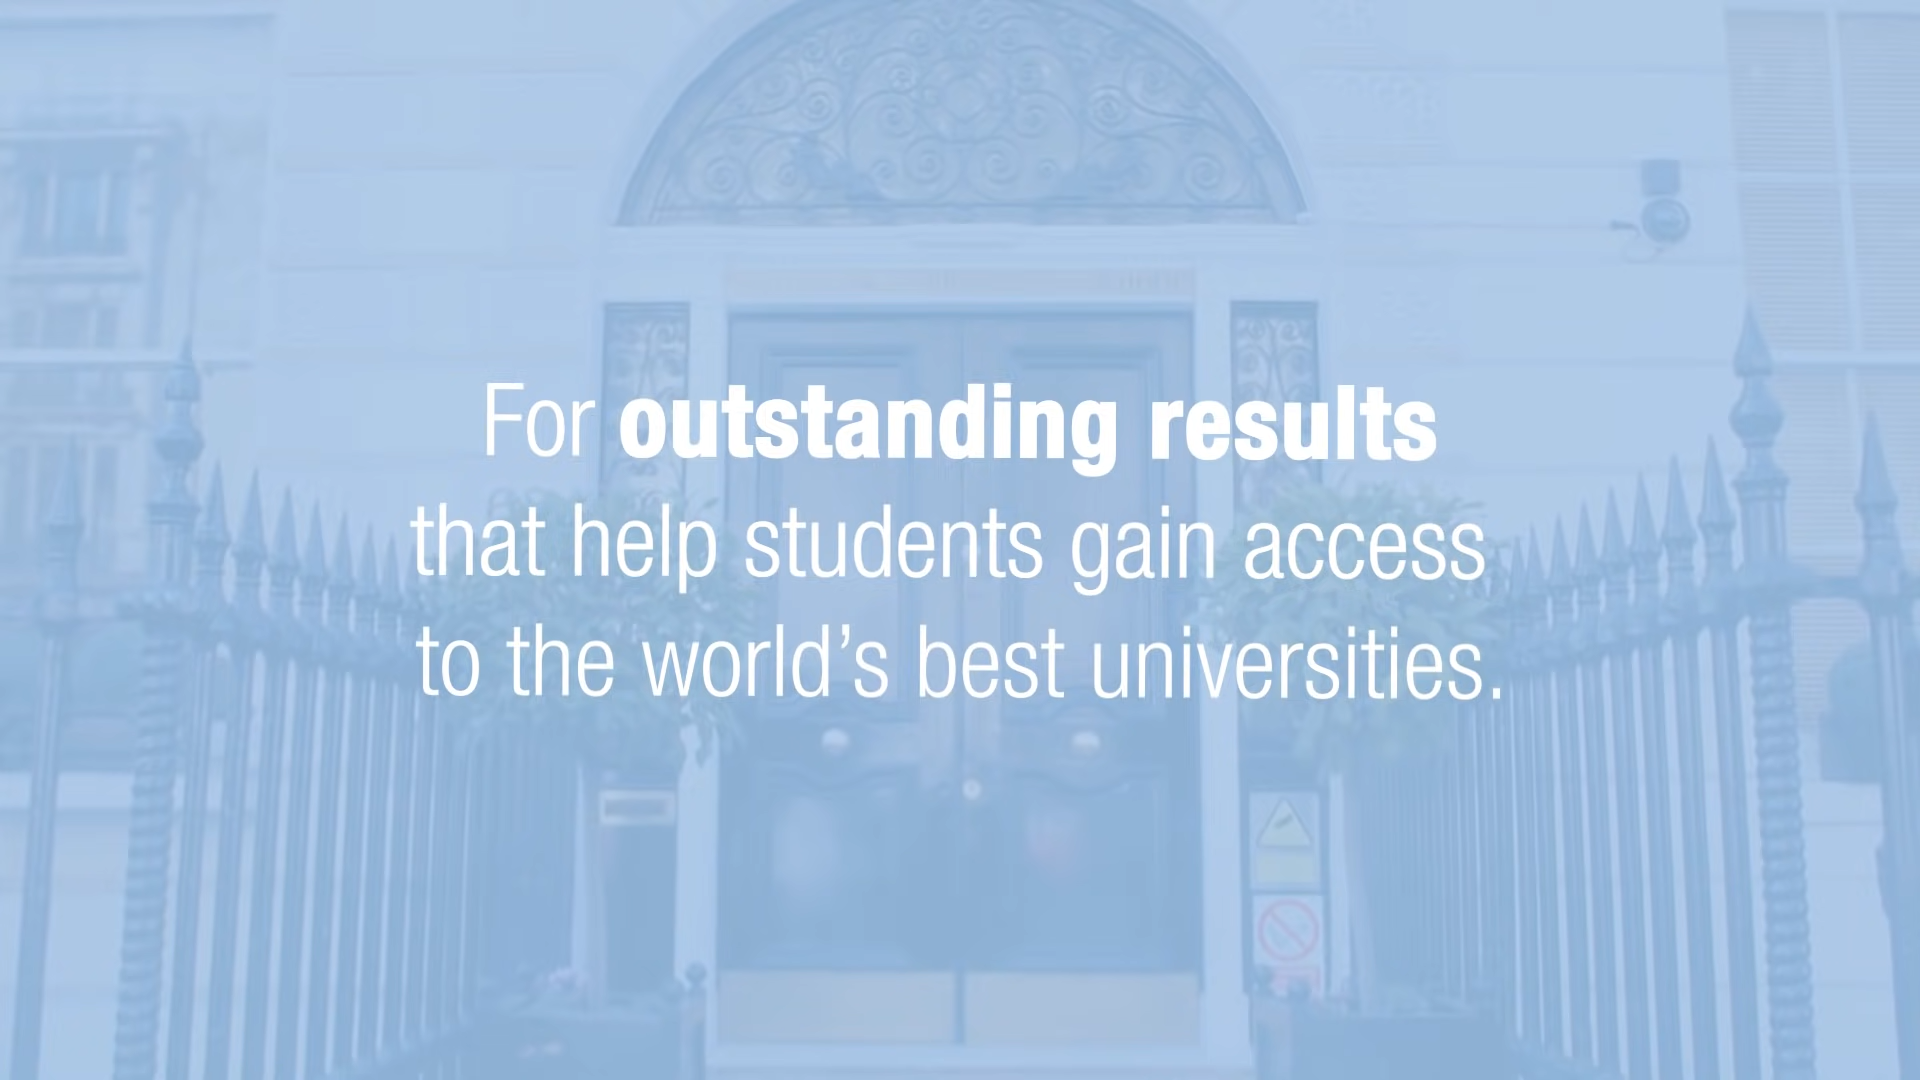 For outstanding results
that help students gain access
to the world’s best universities.